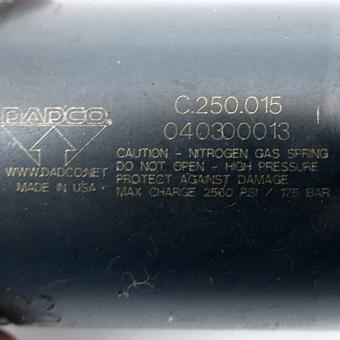 DADCO
WWW.DADCO.NET
MADE IN USA
C.250.015
040300013
CAUTION - NITROGEN GAS SPRING
DO NOT OPEN - HIGH PRESSURE
PROTECT AGAINST DAMAGE
MAX CHARGE 2560 PSI / 175 BAR